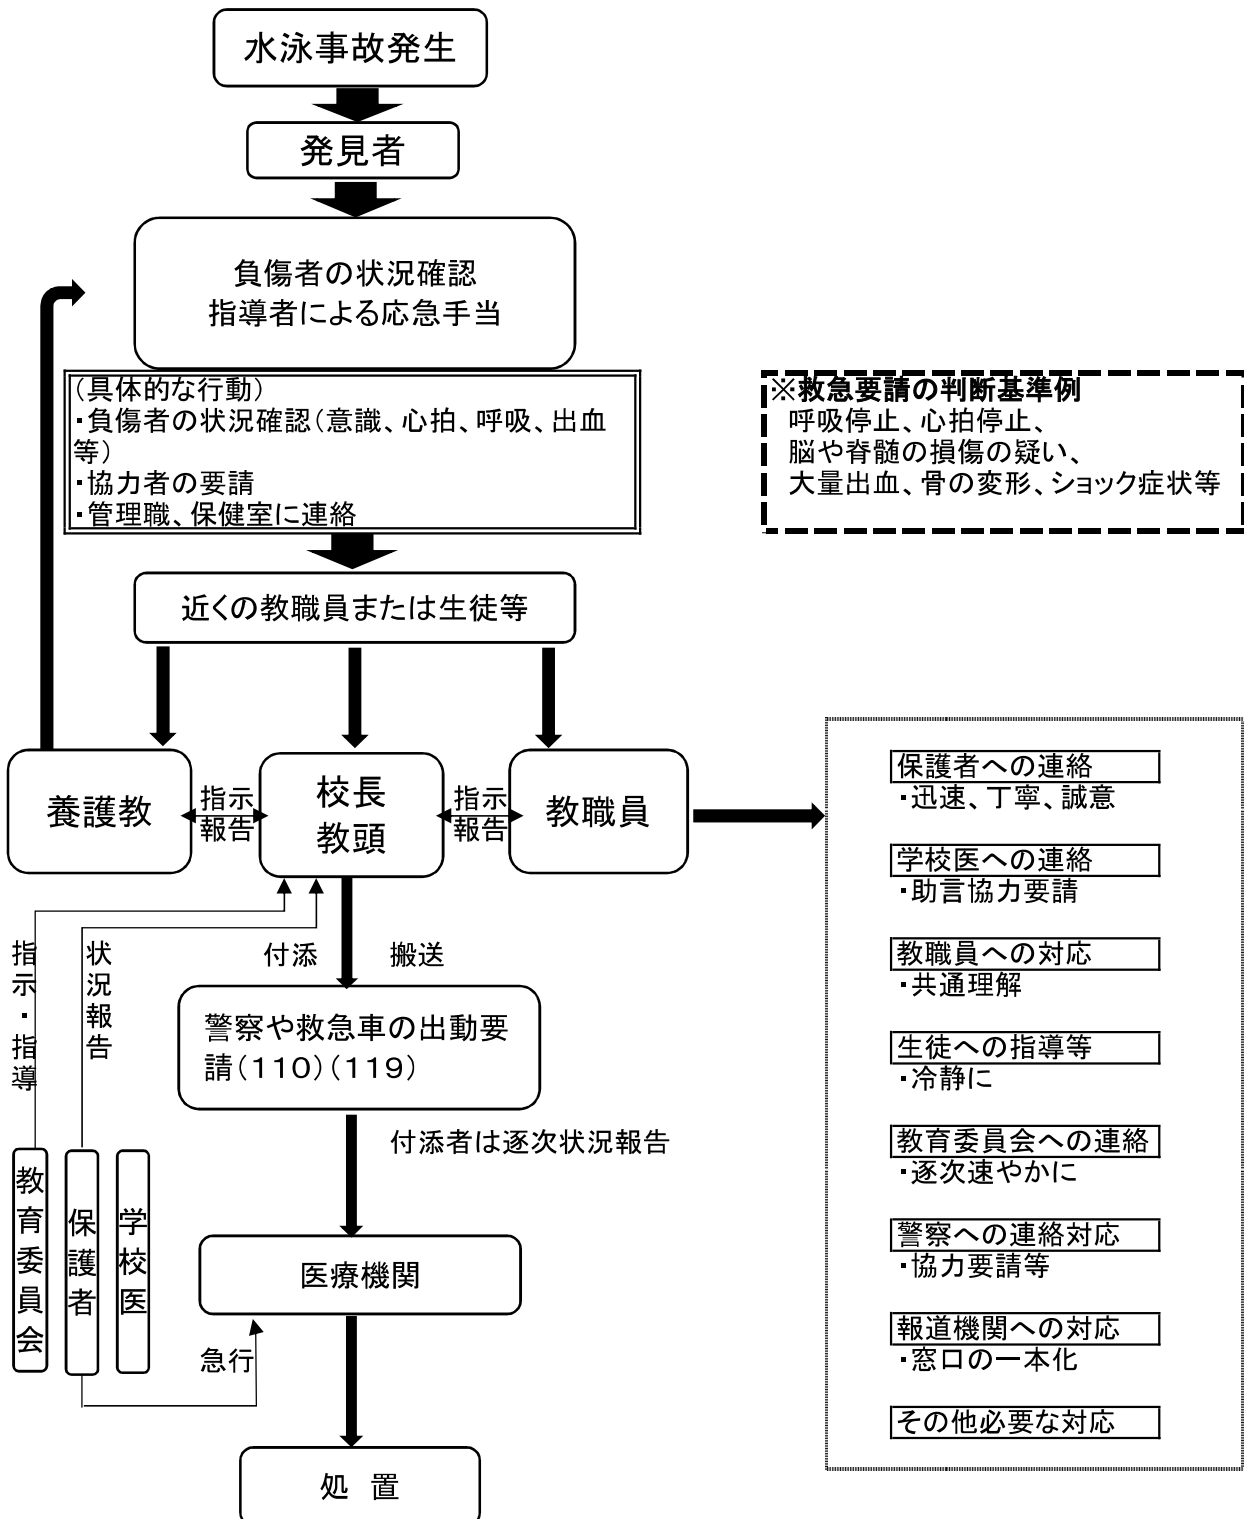 水泳事故発生
発見者
負傷者の状況確認
指導者による応急手当
（具体的な行動）
・負傷者の状況確認（意識、心拍、呼吸、出血
等）
・協力者の要請
・管理職、保健室に連絡
※救急要請の判断基準例
呼吸停止、心拍停止、
脳や脊髄の損傷の疑い、
大量出血、骨の変形、ショック症状等
近くの教職員または生徒等
養護教
指示
報告
校長
教頭
指示
報告
教職員
指示・指導
状況報告
付添
搬送
警察や救急車の出動要
請（１１０）（１１９）
付添者は逐次状況報告
教育委員会
保護者
学校医
医療機関
急行
処　置
保護者への連絡
・迅速、丁寧、誠意
学校医への連絡
・助言協力要請
教職員への対応
・共通理解
生徒への指導等
・冷静に
教育委員会への連絡
・逐次速やかに
警察への連絡対応
・協力要請等
報道機関への対応
・窓口の一本化
その他必要な対応